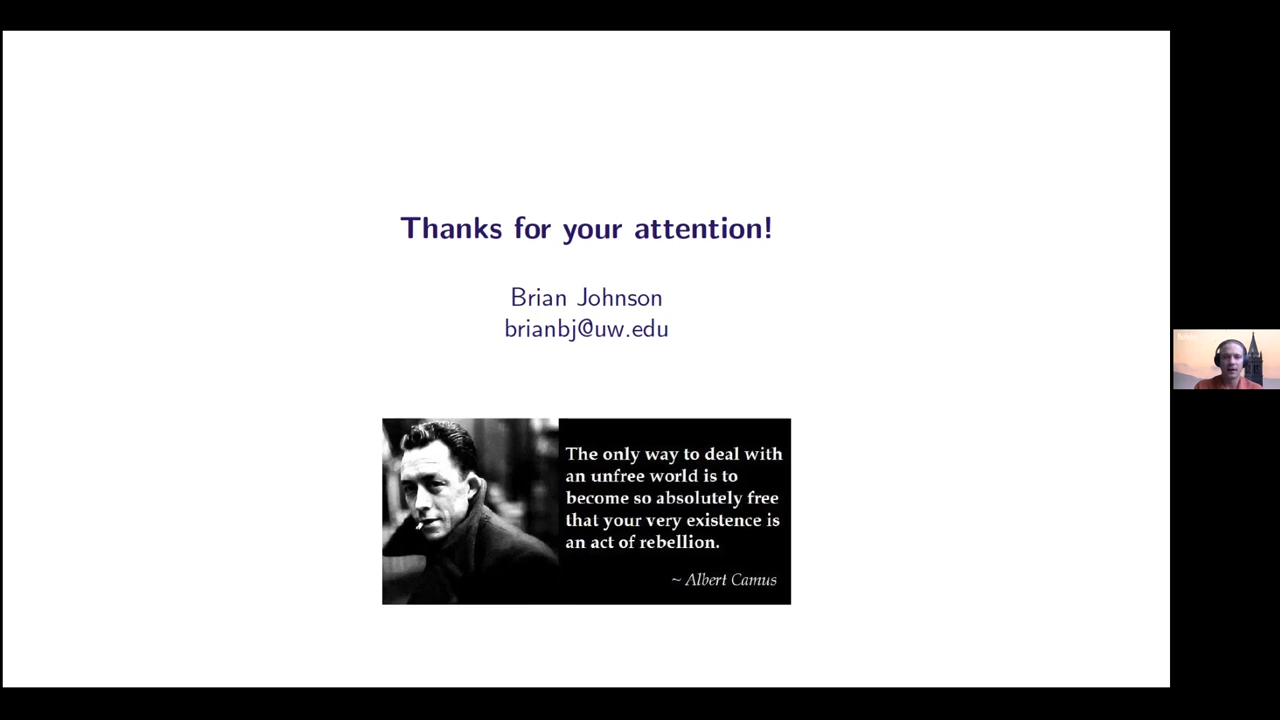 Thanks for your attention!
Brian Johnson
brianbj@uw.edu
The only way to deal with
an unfree world is to
become so absolutely free
that your very existence is
an act of rebellion.
~ Albert Camus